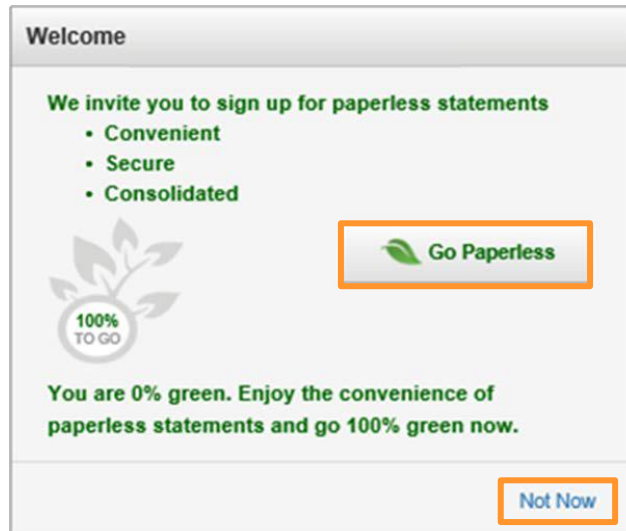 Welcome
We invite you to sign up for paperless statements
• Convenient
• Secure
• Consolidated
Go Paperless
100%
TO GO
You are 0% green. Enjoy the convenience of
paperless statements and go 100% green now.
Not Now